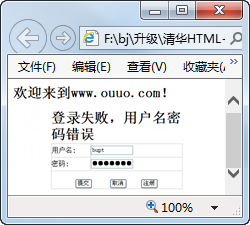 F:\bj\升级\清华HTML-
文件(F) 编辑(E) 查看(V) 收藏夹(A)
欢迎来到www.ouuo.com!
登录失败，用户名密
码错误
用户名： bupt
密码： ●●●●●●●
提交 取消 注册
100%